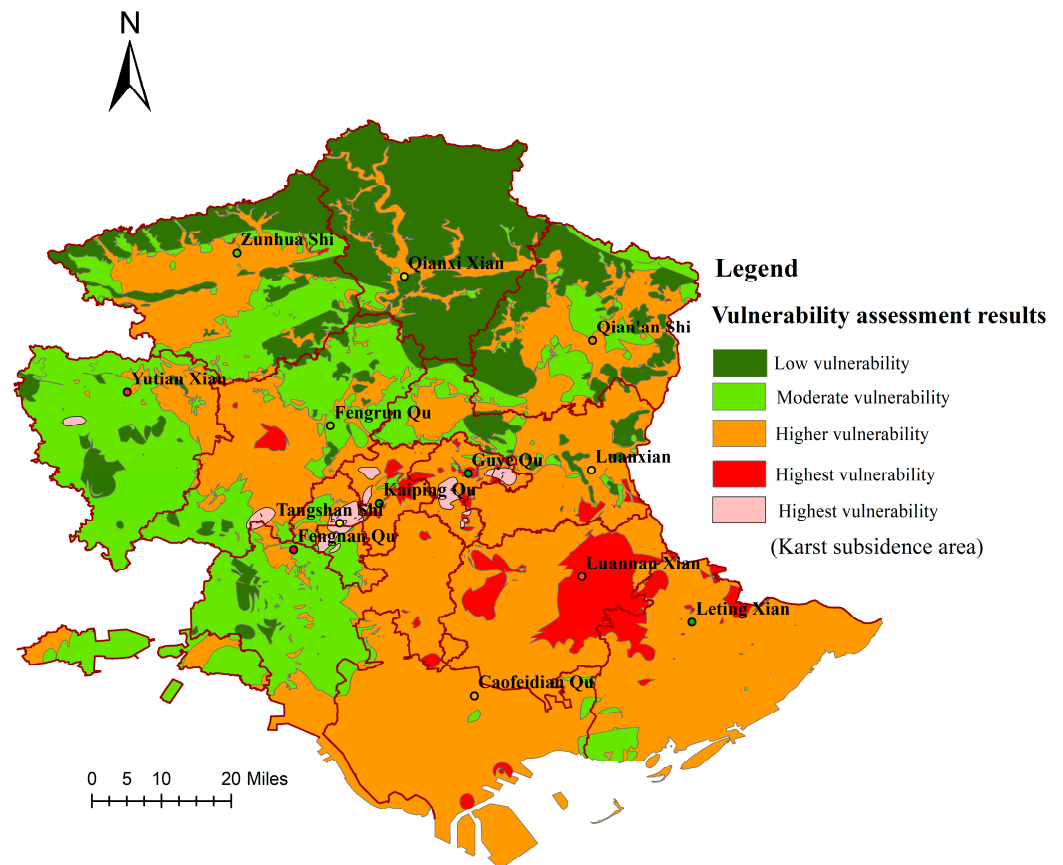 N
Zunhua Shi
Qianxi Xian
Legend
Vulnerability assessment results
Qian'an Shi
Low vulnerability
Yutian Xian
Moderate vulnerability
Fengrun Qu
Higher vulnerability
Guye Qu
Luanxian
Highest vulnerability
Kaiping Qu
Tangshan Shi
Highest vulnerability
Fengnan Qu
(Karst subsidence area)
Luannan Xian
Leting Xian
Caofeidian Qu
0 5 10 20 Miles